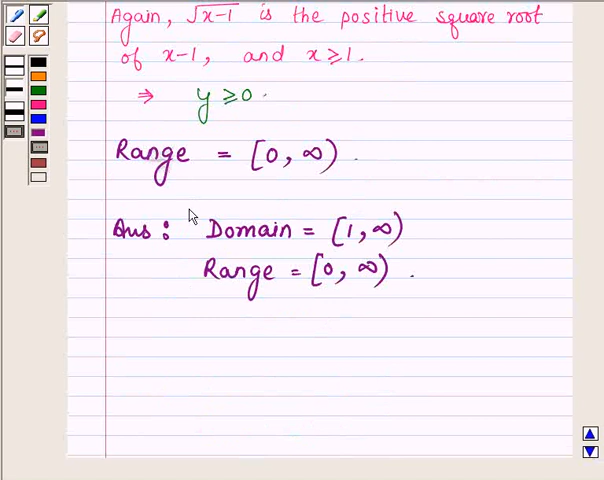 Again, √x-1 is the positive square root
of x-1, and x ≥ 1.
⇒ y ≥ 0.
Range = [0, ∞).
Ans : Domain = [1, ∞)
Range = [0, ∞).